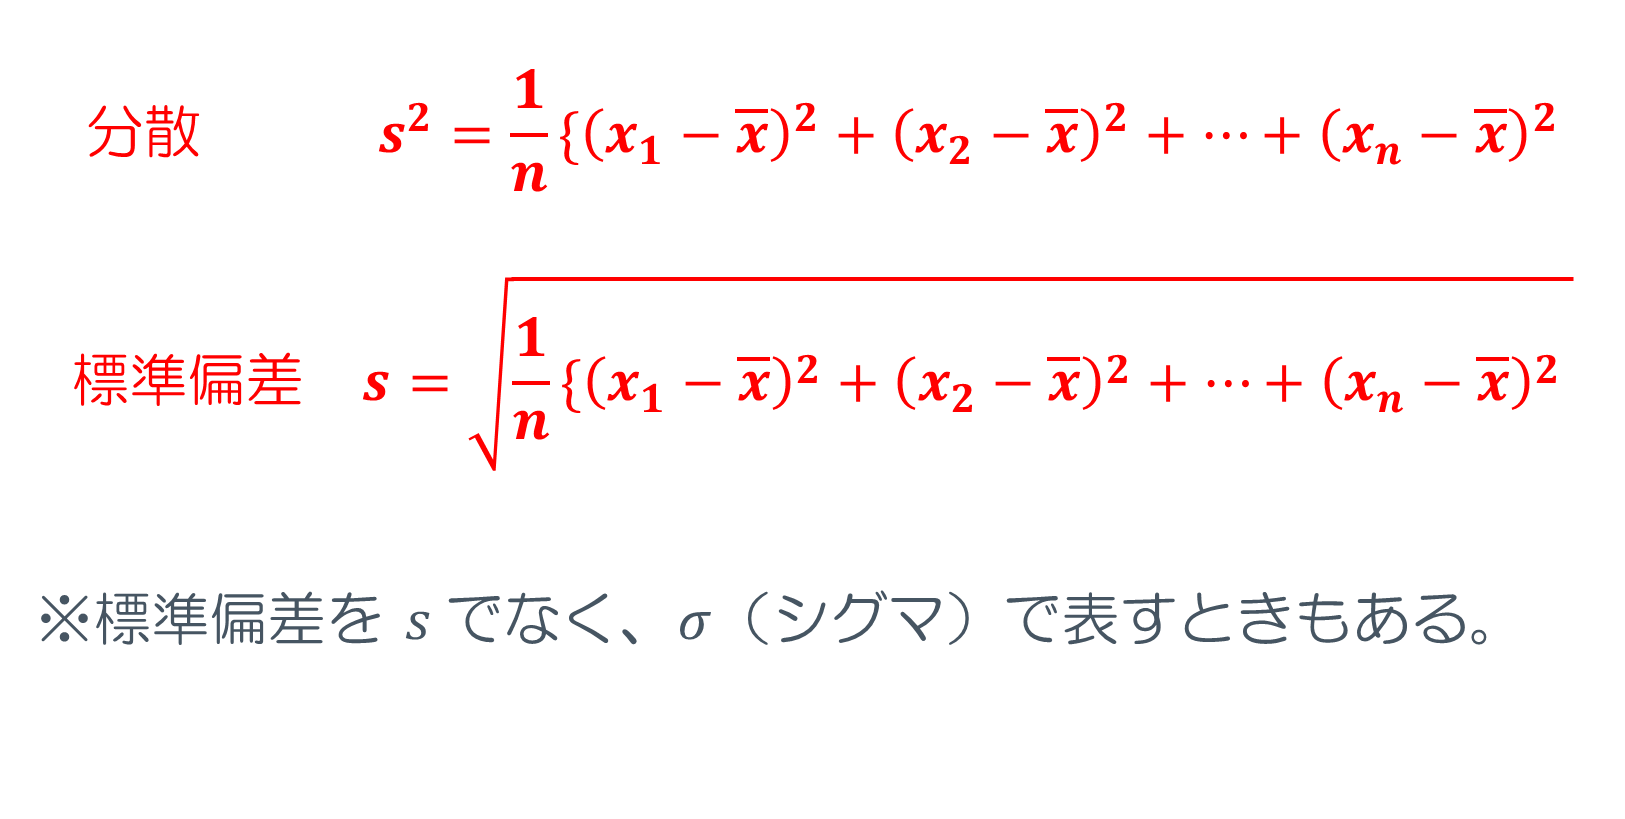 分散 s² = 1/n {(x₁ − x̅)² + (x₂ − x̅)² + ⋯ + (xₙ − x̅)²
標準偏差 s = √(1/n {(x₁ − x̅)² + (x₂ − x̅)² + ⋯ + (xₙ − x̅)²
※標準偏差を s でなく、σ（シグマ）で表すときもある。